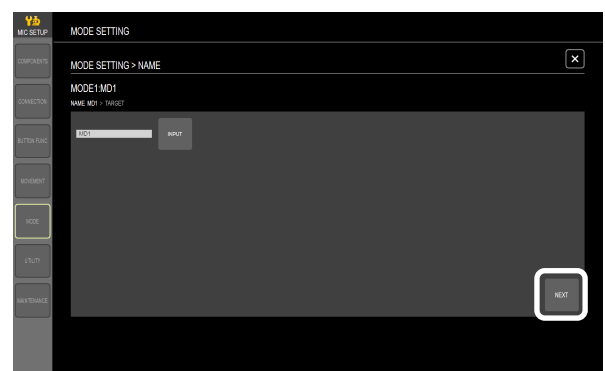 MIC SETUP
MODE SETTING
COMPONENTS
CONNECTION
BUTTON FUNC.
MOVEMENT
MODE
UTILITY
MAINTENANCE
MODE SETTING > NAME
MODE1:MD1
NAME MD1 > TARGET
MD1
INPUT
NEXT